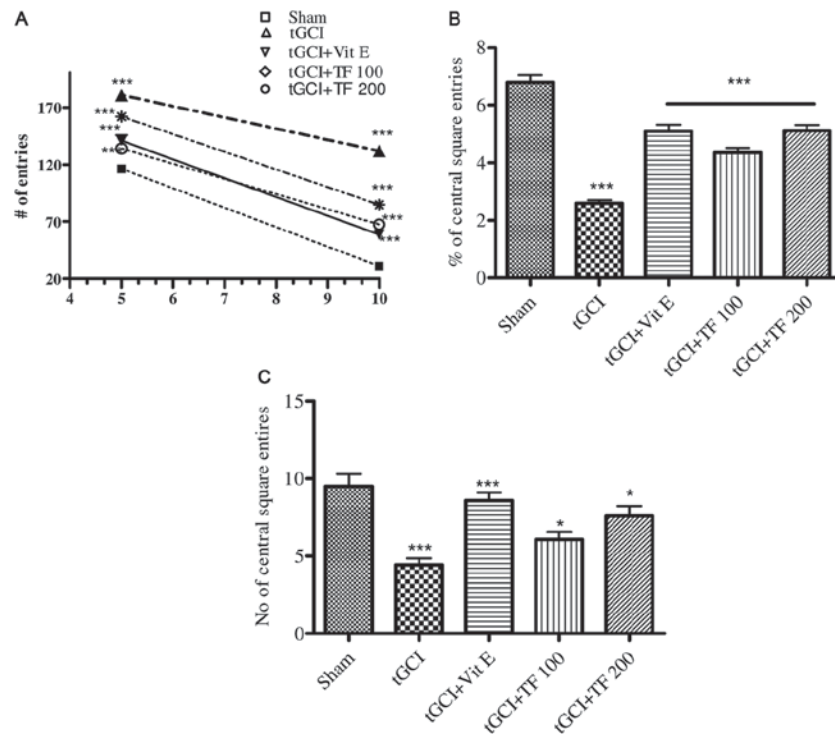 A
Sham
tGCI
tGCI+Vit E
tGCI+TF 100
tGCI+TF 200
# of entries
170
120
70
20
4 5 6 7 8 9 10
***
***
***
**
***
***
***
***
B
% of central square entries
8
6
4
2
0
***
***
Sham
tGCI
tGCI+Vit E
tGCI+TF 100
tGCI+TF 200
C
No of central square entires
15
10
5
0
***
***
*
*
Sham
tGCI
tGCI+Vit E
tGCI+TF 100
tGCI+TF 200